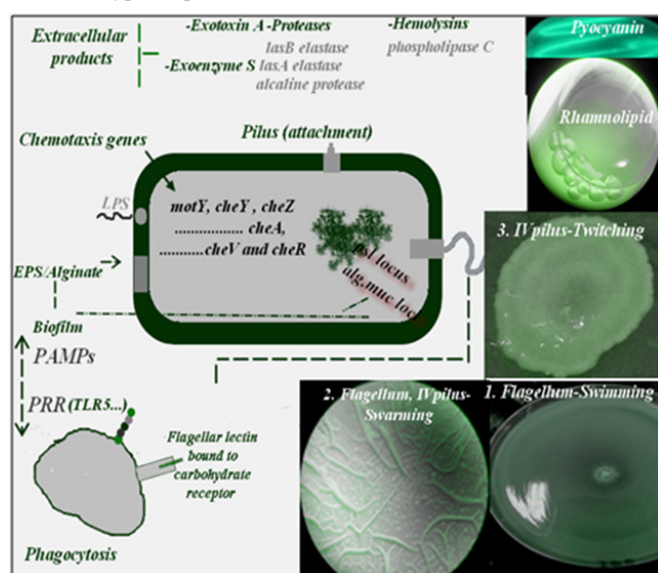 Extracellular
products
-Exotoxin A -Proteases
lasB elastase
-Exoenzyme S lasA elastase
alcaline protease
-Hemolysins
phospholipase C
Pyocyanin
Rhamnolipid
Chemotaxis genes
Pilus (attachment)
LPS
motY, cheY , cheZ
................. cheA,
............cheV and cheR
psl locus
alg,muc loc
EPS/Alginate
Biofilm
PAMPs
PRR (TLR5...)
Flagellar lectin
bound to
carbohydrate
receptor
Phagocytosis
3. IVpilus-Twitching
2. Flagellum, IVpilus-
Swarming
1. Flagellum-Swimming